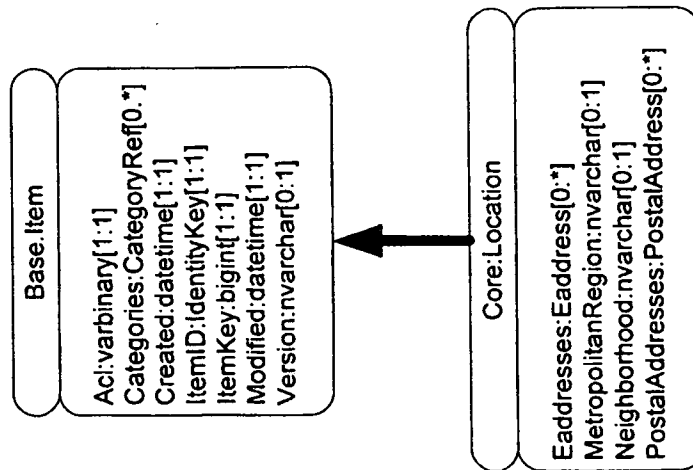 Base.Item
Acl:varbinary[1:1]
Categories:CategoryRef[0.*]
Created:datetime[1:1]
ItemID:IdentityKey[1:1]
ItemKey:bigint[1:1]
Modified:datetime[1:1]
Version:nvarchar[0:1]
Core:Location
Eaddresses:Eaddress[0:*]
MetropolitanRegion:nvarchar[0:1]
Neighborhood:nvarchar[0:1]
PostalAddresses:PostalAddress[0:*]